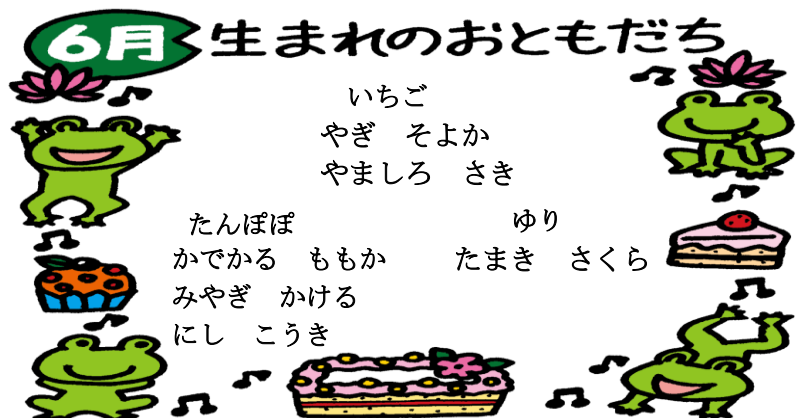 6月 生まれのおともだち
いちご
やぎ　そよか
やましろ　さき
たんぽぽ
かでかる　ももか
みやぎ　かける
にし　こうき
ゆり
たまき　さくら